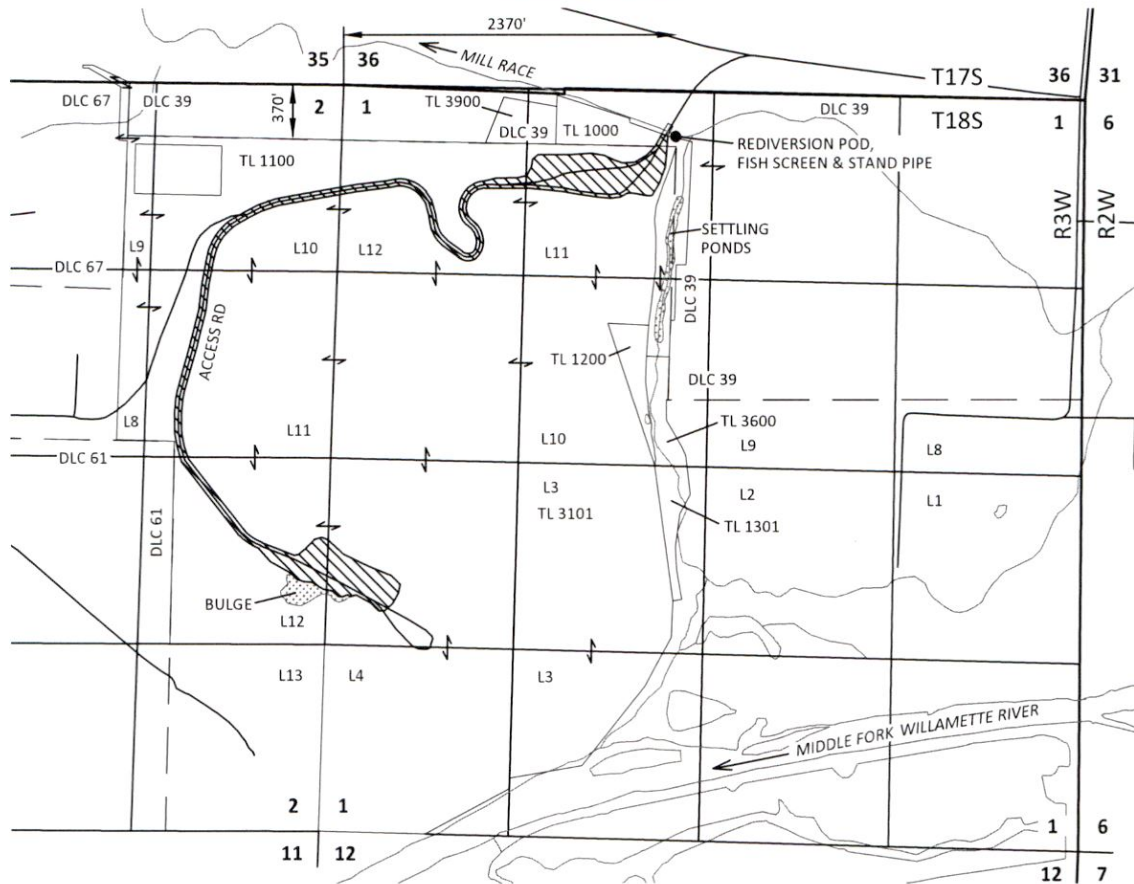 2370'
35 36
MILL RACE
T17S
36 31
DLC 67
DLC 39
2 1
370'
TL 3900
DLC 39
TL 1000
DLC 39
T18S
1 6
REDIVERSION POD,
FISH SCREEN & STAND PIPE
TL 1100
R3W
R2W
SETTLING
PONDS
L9
L10
L12
L11
DLC 67
DLC 39
ACCESS RD
TL 1200
DLC 39
L8
L11
L10
TL 3600
L9
L8
DLC 61
L3
L2
L1
TL 3101
TL 1301
DLC 61
BULGE
L12
L13
L4
L3
MIDDLE FORK WILLAMETTE RIVER
2 1
1 6
11 12
12 7